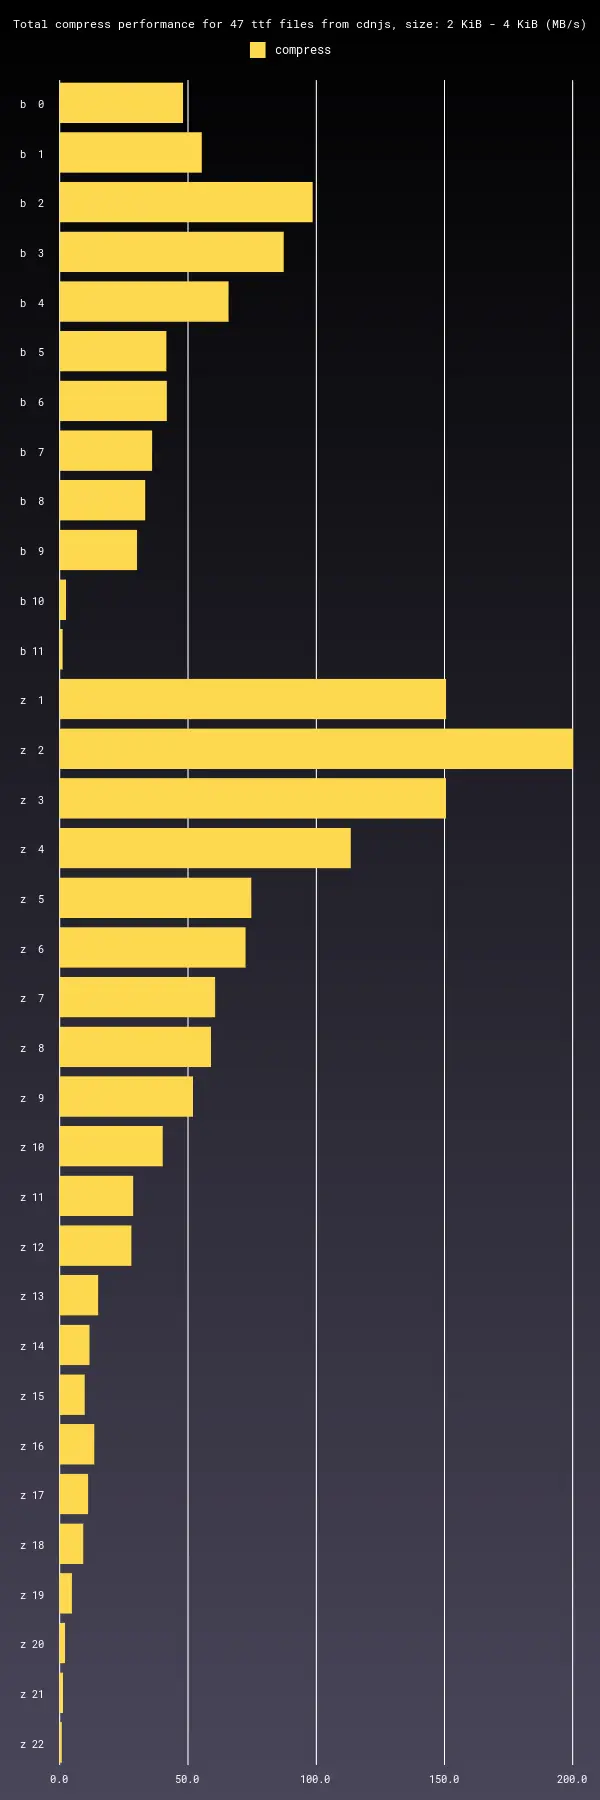 Total compress performance for 47 ttf files from cdnjs, size: 2 KiB - 4 KiB (MB/s)
compress
b 0
b 1
b 2
b 3
b 4
b 5
b 6
b 7
b 8
b 9
b 10
b 11
z 1
z 2
z 3
z 4
z 5
z 6
z 7
z 8
z 9
z 10
z 11
z 12
z 13
z 14
z 15
z 16
z 17
z 18
z 19
z 20
z 21
z 22
0.0 50.0 100.0 150.0 200.0